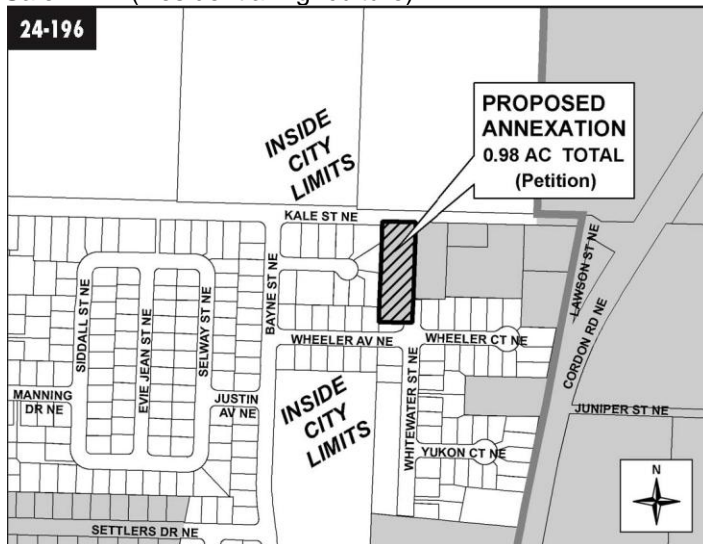 24-196
PROPOSED
ANNEXATION
0.98 AC TOTAL
(Petition)
INSIDE
CITY
LIMITS
KALE ST NE
LAWSON ST NE
CORDON RD NE
SIDDALL ST NE
EVIE JEAN ST NE
SELWAY ST NE
BAYNE ST NE
WHEELER AV NE
WHEELER CT NE
MANNING
DR NE
JUSTIN
AV NE
INSIDE
CITY
LIMITS
WHITEWATER ST NE
JUNIPER ST NE
YUKON CT NE
SETTLERS DR NE
N